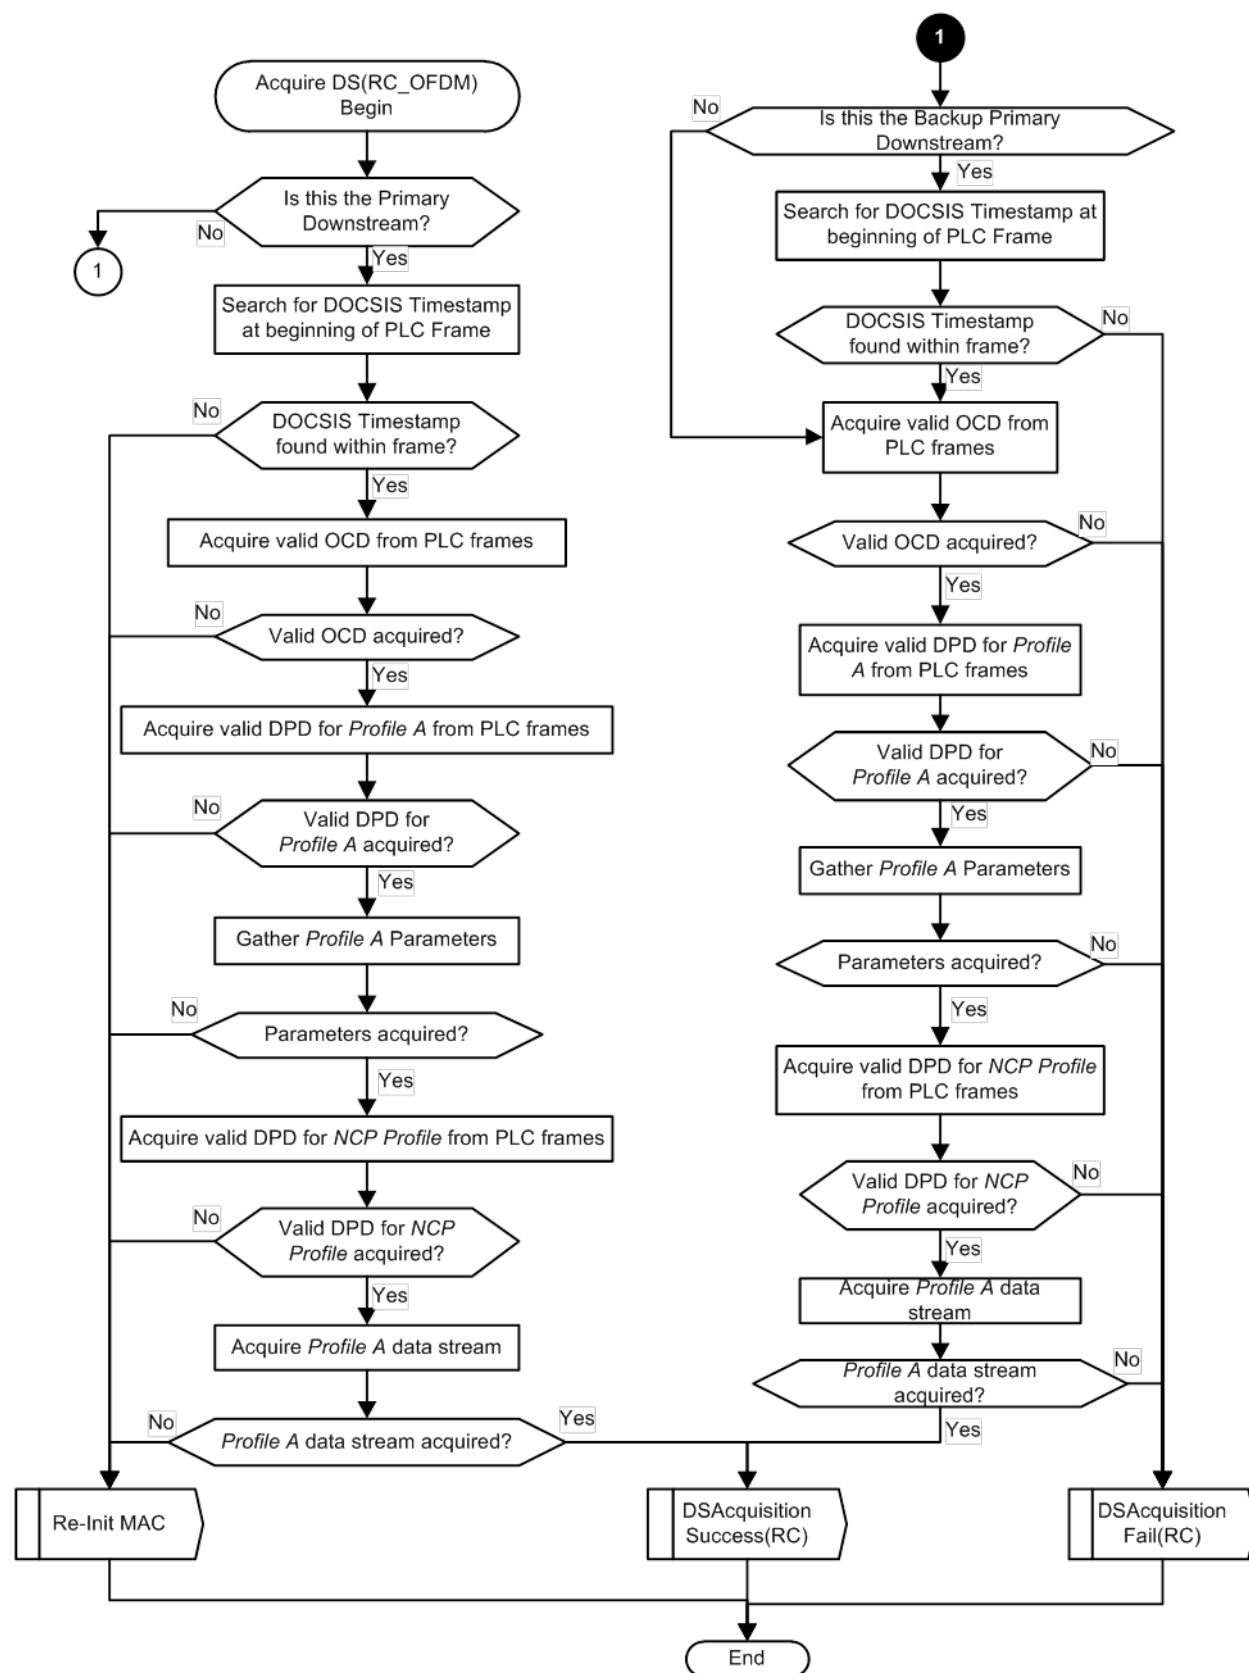 Acquire DS(RC_OFDM)
Begin
Is this the Primary
Downstream?
No
1
Yes
Search for DOCSIS Timestamp
at beginning of PLC Frame
No
DOCSIS Timestamp
found within frame?
Yes
Acquire valid OCD from PLC frames
No
Valid OCD acquired?
Yes
Acquire valid DPD for Profile A from PLC frames
No
Valid DPD for
Profile A acquired?
Yes
Gather Profile A Parameters
No
Parameters acquired?
Yes
Acquire valid DPD for NCP Profile from PLC frames
No
Valid DPD for NCP
Profile acquired?
Yes
Acquire Profile A data stream
No
Profile A data stream acquired?
Yes
Re-Init MAC
1
No
Is this the Backup Primary
Downstream?
Yes
Search for DOCSIS Timestamp at
beginning of PLC Frame
DOCSIS Timestamp
found within frame?
No
Yes
Acquire valid OCD from
PLC frames
Valid OCD acquired?
No
Yes
Acquire valid DPD for Profile
A from PLC frames
Valid DPD for
Profile A acquired?
No
Yes
Gather Profile A Parameters
Parameters acquired?
No
Yes
Acquire valid DPD for NCP Profile
from PLC frames
Valid DPD for NCP
Profile acquired?
No
Yes
Acquire Profile A data
stream
Profile A data stream
acquired?
No
Yes
DSAcquisition
Success(RC)
DSAcquisition
Fail(RC)
End